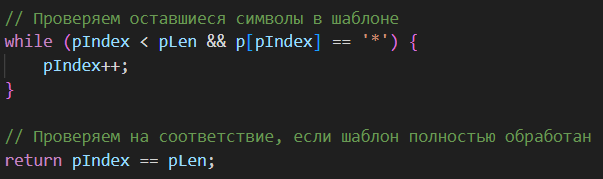 // Проверяем оставшиеся символы в шаблоне
while (pIndex < pLen && p[pIndex] == '*') {
    pIndex++;
}
// Проверяем на соответствие, если шаблон полностью обработан
return pIndex == pLen;